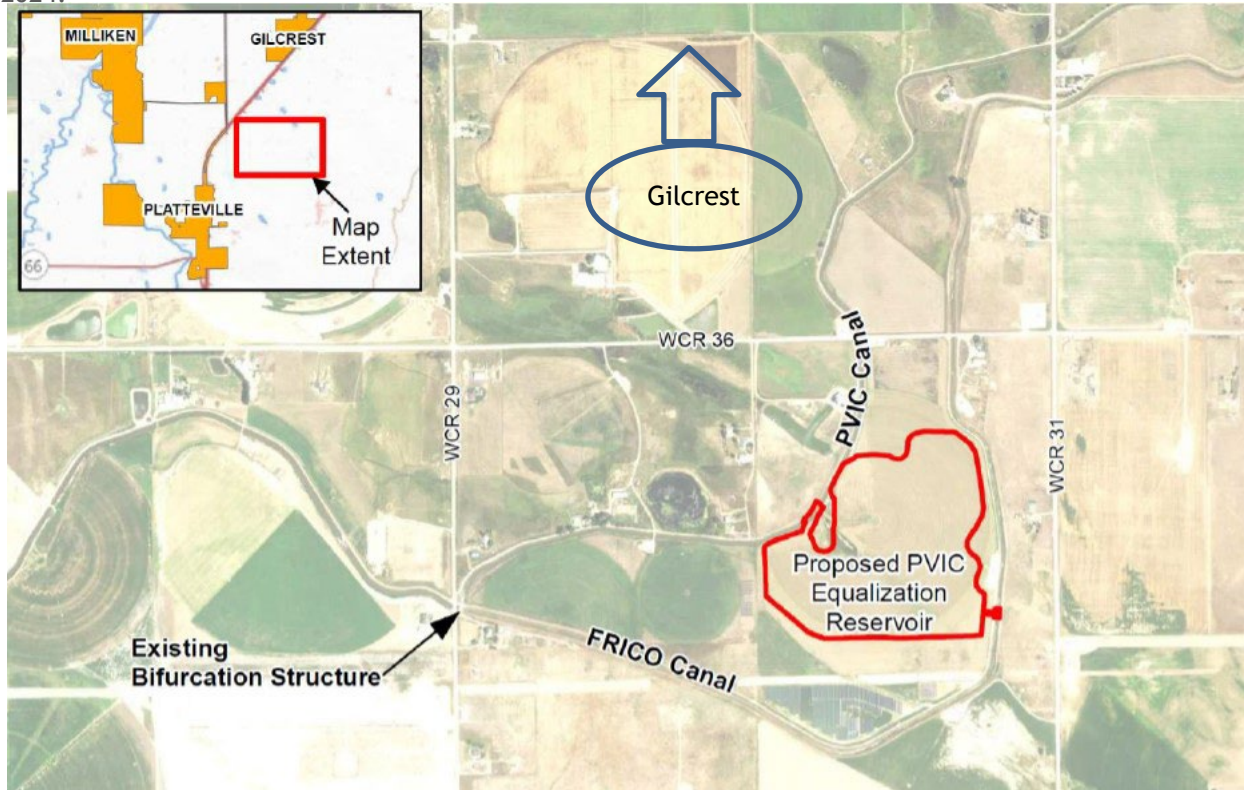 2024.
MILLIKEN
GILCREST
PLATTEVILLE
Map
Extent
66
Gilcrest
WCR 36
PVIC Canal
WCR 29
WCR 31
Proposed PVIC
Equalization
Reservoir
Existing
Bifurcation Structure
FRICO Canal